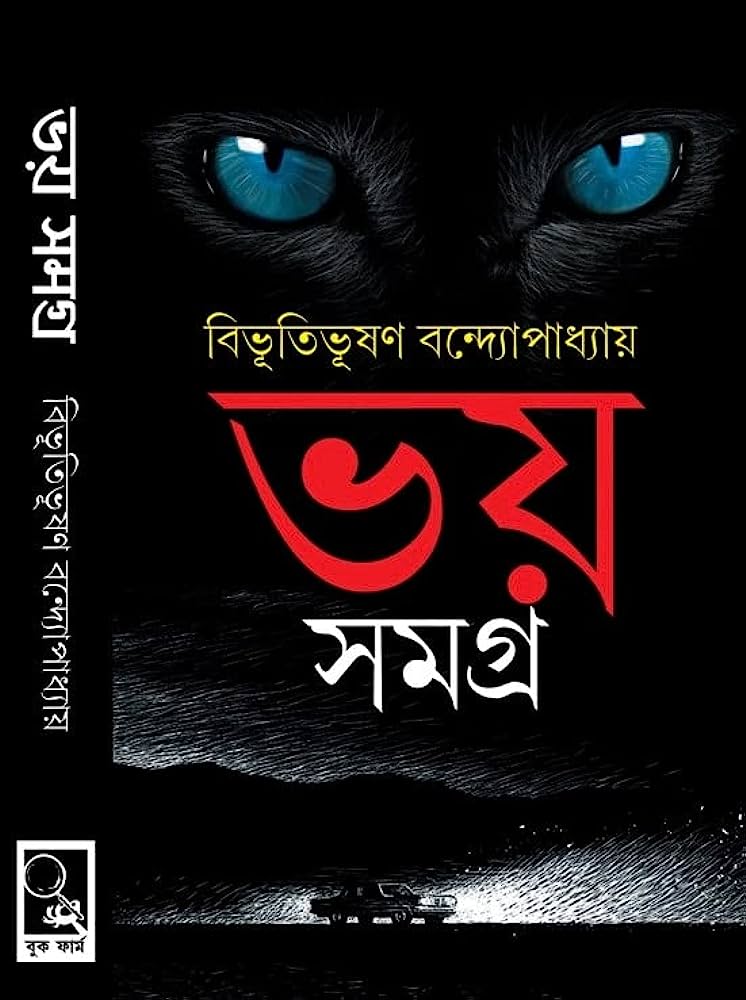 ভয় সমগ্র
বিভূতিভূষণ বন্দ্যোপাধ্যায়
বুক ফার্ম
বিভূতিভূষণ বন্দ্যোপাধ্যায়
ভয়
সমগ্র